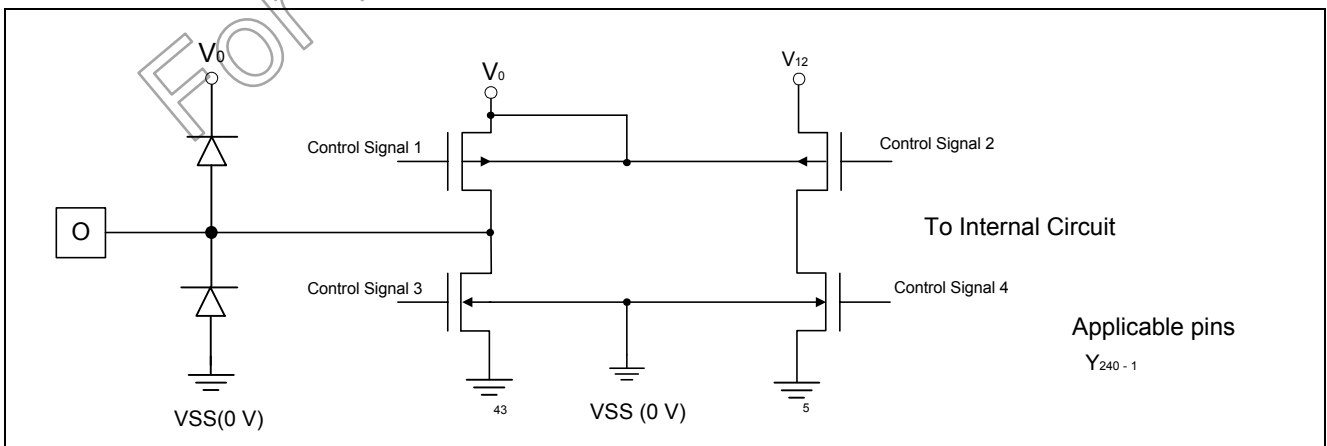 For
V0
V0
V12
Control Signal 1
Control Signal 2
O
To Internal Circuit
Control Signal 3
Control Signal 4
Applicable pins
Y240 - 1
43
5
VSS(0 V)
VSS (0 V)